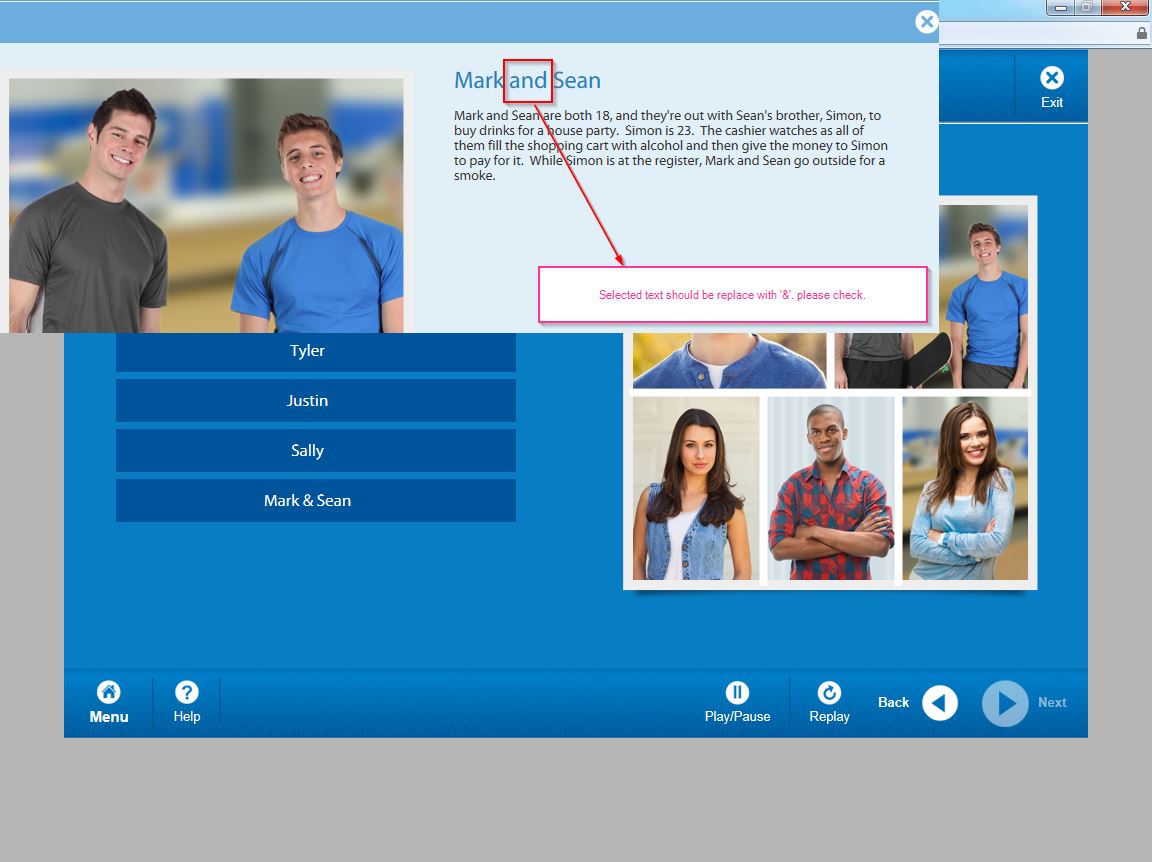 Mark and Sean
Mark and Sean are both 18, and they're out with Sean's brother, Simon, to
buy drinks for a house party.  Simon is 23.  The cashier watches as all of
them fill the shopping cart with alcohol and then give the money to Simon
to pay for it.  While Simon is at the register, Mark and Sean go outside for a
smoke.
Selected text should be replace with '&'. please check.
Exit
Tyler
Justin
Sally
Mark & Sean
Menu
Help
Play/Pause
Replay
Back
Next